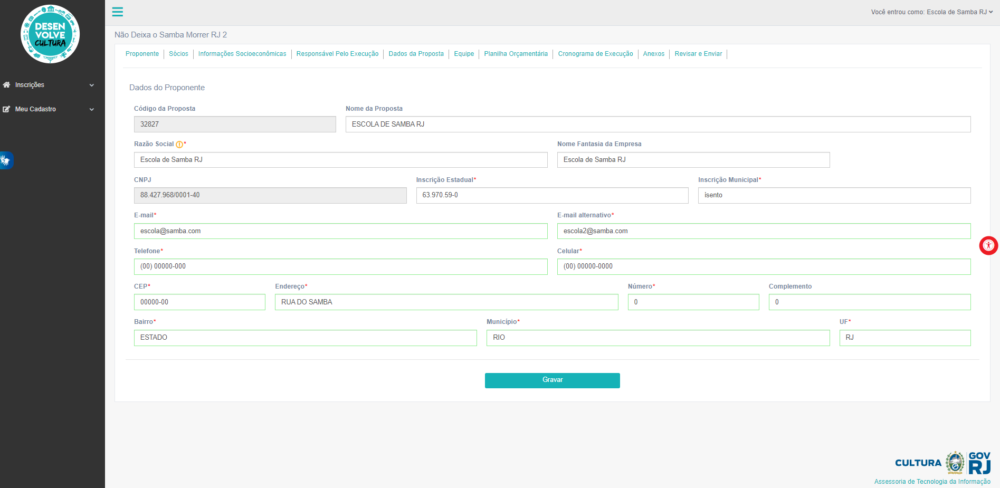 DESEN
VOLVE
CULTURA
Você entrou como: Escola de Samba RJ
Inscrições
Meu Cadastro
Não Deixa o Samba Morrer RJ 2
Proponente Sócios Informações Socioeconômicas Responsável Pelo Execução Dados da Proposta Equipe Planilha Orçamentária Cronograma de Execução Anexos Revisar e Enviar
Dados do Proponente
Código da Proposta Nome da Proposta
32827 ESCOLA DE SAMBA RJ
Razão Social * Nome Fantasia da Empresa
Escola de Samba RJ Escola de Samba RJ
CNPJ Inscrição Estadual* Inscrição Municipal*
88.427.968/0001-40 63.970.59-0 isento
E-mail* E-mail alternativo*
escola@samba.com escola2@samba.com
Telefone* Celular*
(00) 00000-000 (00) 00000-0000
CEP* Endereço* Número* Complemento
00000-00 RUA DO SAMBA 0 0
Bairro* Município* UF*
ESTADO RIO RJ
Gravar
CULTURA GOV RJ
Assessoria de Tecnologia da Informação